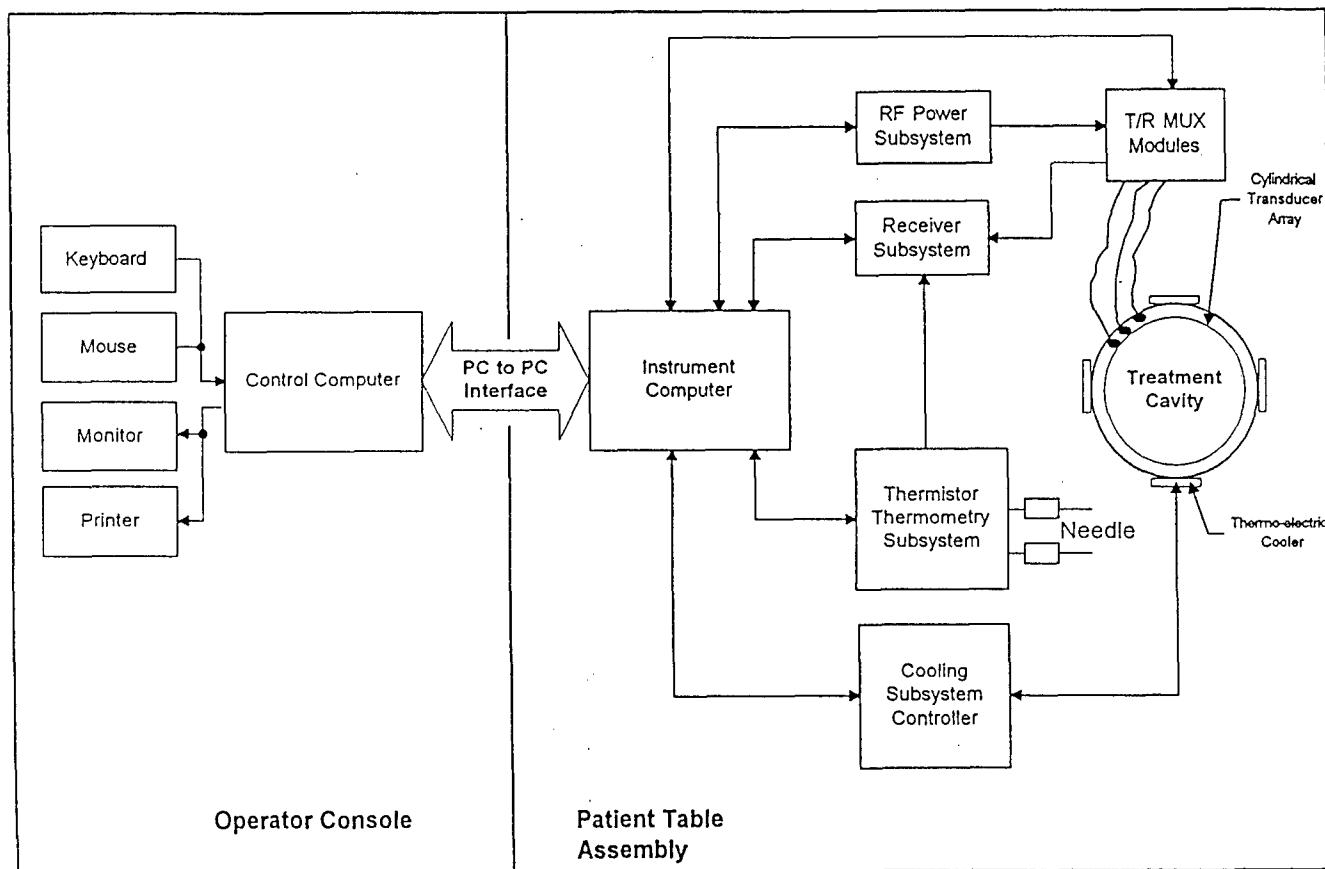 Keyboard
Mouse
Monitor
Printer
Control Computer
PC to PC
Interface
Operator Console
Instrument
Computer
RF Power
Subsystem
T/R MUX
Modules
Receiver
Subsystem
Cylindrical
Transducer
Array
Treatment
Cavity
Thermistor
Thermometry
Subsystem
Needle
Thermo-electric
Cooler
Cooling
Subsystem
Controller
Patient Table
Assembly